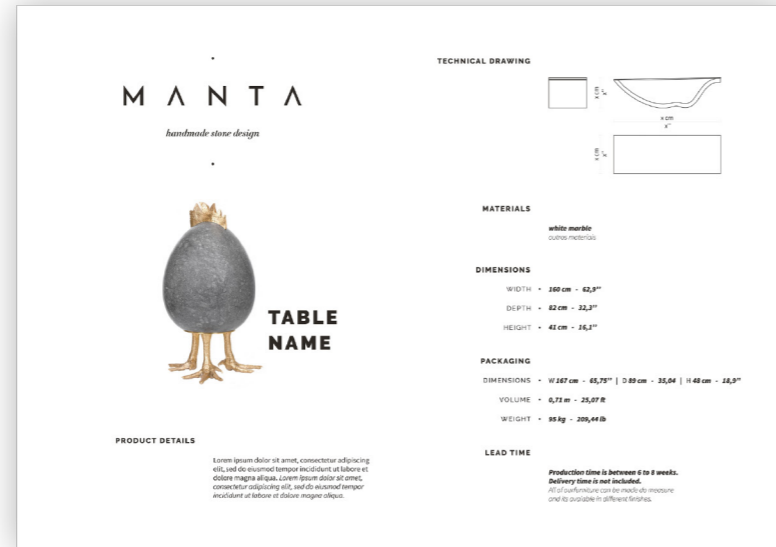 MANTA
handmade stone design
TABLE
NAME
PRODUCT DETAILS
Lorem ipsum dolor sit amet, consectetur adipiscing
elit, sed do eiusmod tempor incididunt ut labore et
dolore magna aliqua. Lorem ipsum dolor sit amet,
consectetur adipiscing elit, sed do eiusmod tempor
incididunt ut labore et dolore magna aliqua.
TECHNICAL DRAWING
x cm
x''
x cm
x''
x cm
x''
MATERIALS
white marble
outros materiais
DIMENSIONS
WIDTH • 160 cm - 62,9''
DEPTH • 82 cm - 32,3''
HEIGHT • 41 cm - 16,1''
PACKAGING
DIMENSIONS • W 167 cm - 65,75'' | D 89 cm - 35,04 | H 48 cm - 18,9''
VOLUME • 0,71 m - 25,07 ft
WEIGHT • 95 kg - 209,44 lb
LEAD TIME
Production time is between 6 to 8 weeks.
Delivery time is not included.
All of ourfurniture can be made do measure
and its available in different finishes.